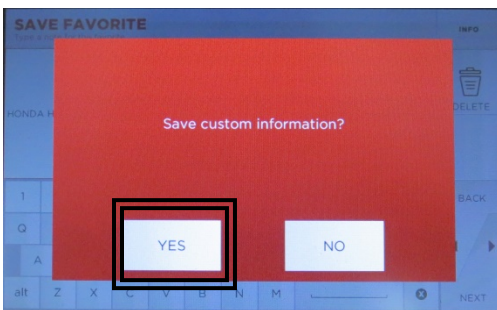 SAVE FAVORITE
INFO
DELETE
HONDA H
Save custom information?
1
BACK
Q
YES
NO
A
alt Z X C V B N M
NEXT